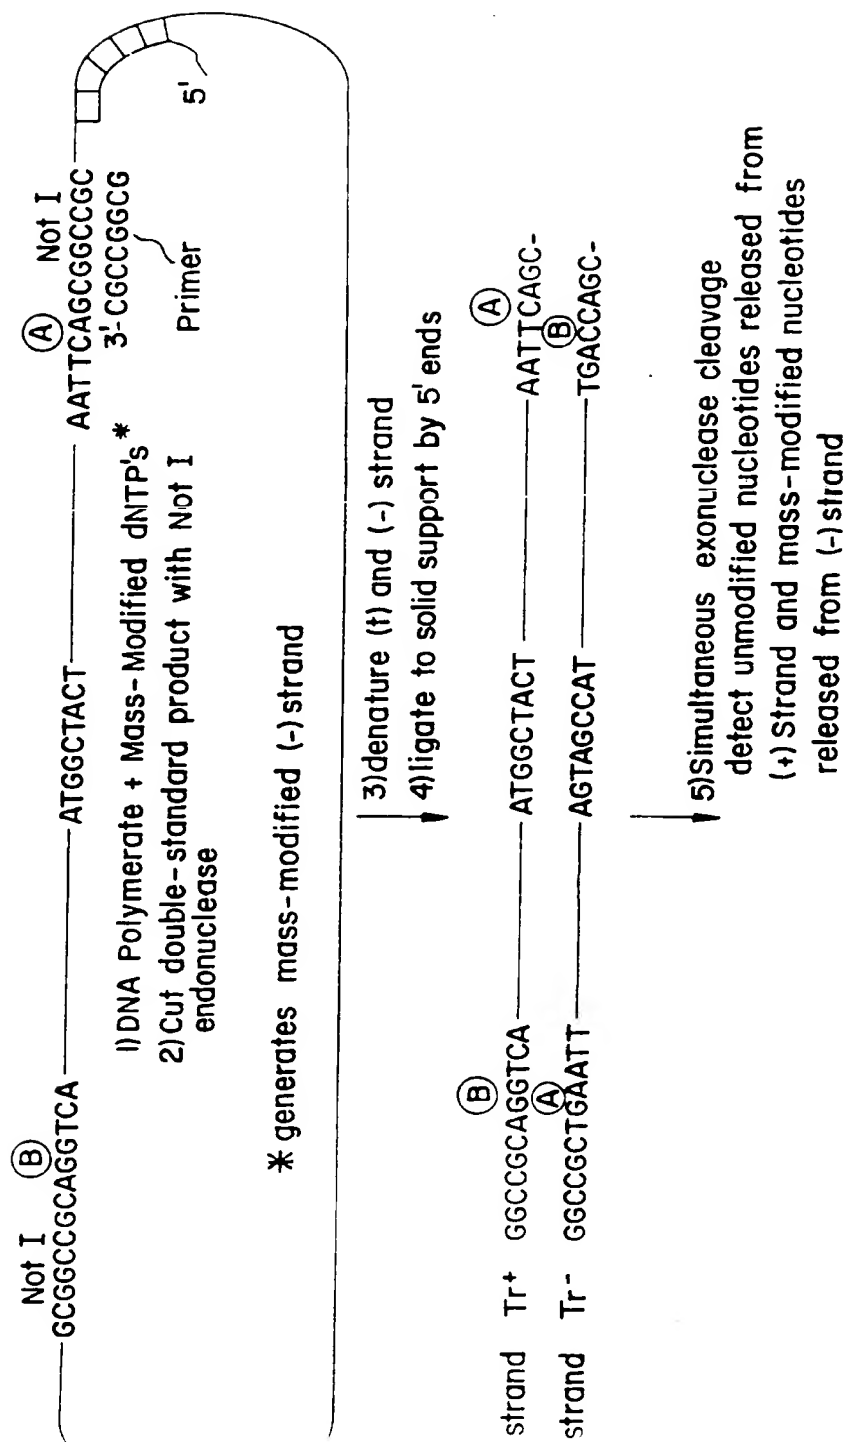 Not I
B
GCGGCCGCAGGTCA
ATGGCTACT
A
Not I
AATTCAGCGGCCGC
3'-CGCCGGCG
Primer
5'
1)DNA Polymerate + Mass-Modified dNTP's*
2)Cut double-standard product with Not I
endonuclease
* generates mass-modified (-) strand
3)denature (t) and (-) strand
4)ligate to solid support by 5' ends
B
A
strand Tr+ GGCCGCAGGTCA
ATGGCTACT
AATTCAGC-
A
B
strand Tr- GGCCGCTGAATT
AGTAGCCAT
TGACCAGC-
5)Simultaneous exonuclease cleavage
detect unmodified nucleotides released from
(+) Strand and mass-modified nucleotides
released from (-) strand